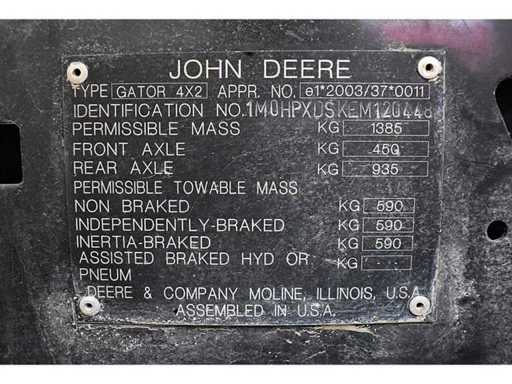 JOHN DEERE
TYPE GATOR 4X2 APPR. NO. e1*2003/37*0011
IDENTIFICATION NO.
PERMISSIBLE MASS KG 1385
FRONT AXLE KG 450
REAR AXLE KG 935
PERMISSIBLE TOWABLE MASS
NON BRAKED KG 590
INDEPENDENTLY-BRAKED KG 590
INERTIA-BRAKED KG 590
ASSISTED BRAKED HYD OR KG -
PNEUM
DEERE & COMPANY MOLINE, ILLINOIS, U.S.A.
ASSEMBLED IN U.S.A.